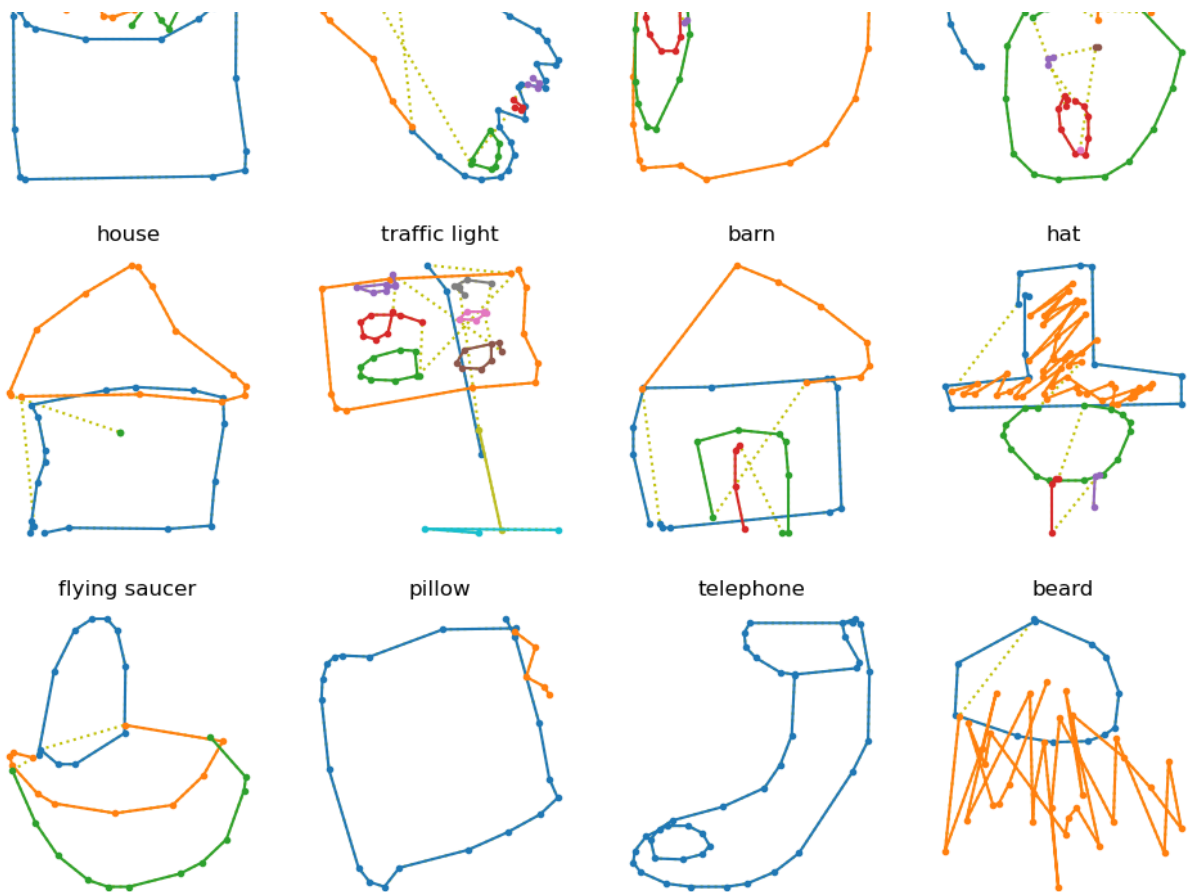 house
traffic light
barn
hat
flying saucer
pillow
telephone
beard